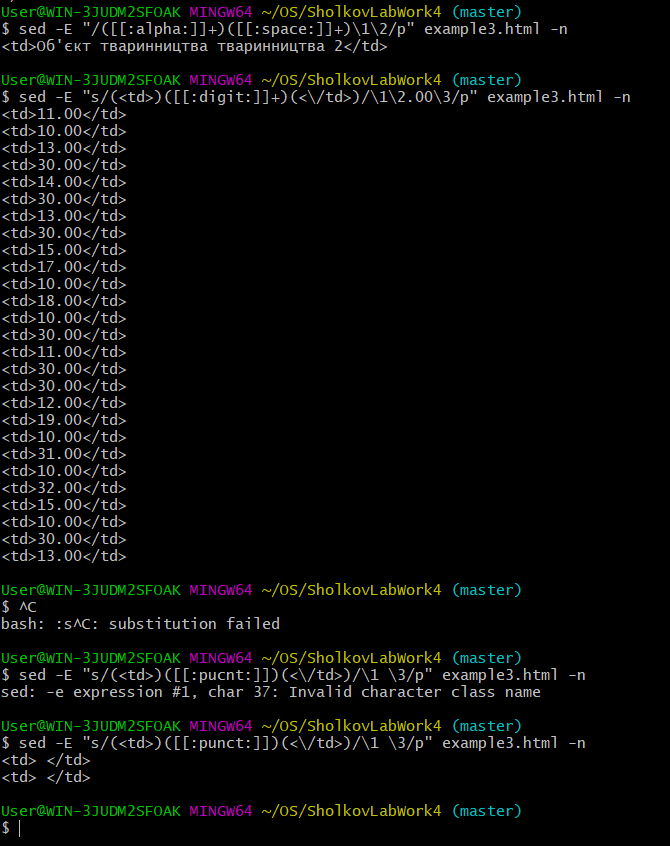 User@WIN-3JUDM2SFOAK MINGW64 ~/OS/SholkovLabWork4 (master)
$ sed -E "/([[:alpha:]]+)([[:space:]]+)\1\2/p" example3.html -n
<td>Об'єкт тваринництва тваринництва 2</td>
User@WIN-3JUDM2SFOAK MINGW64 ~/OS/SholkovLabWork4 (master)
$ sed -E "s/(<td>)([[:digit:]]+)(<\/td>)/\1\2.00\3/p" example3.html -n
<td>11.00</td>
<td>10.00</td>
<td>13.00</td>
<td>30.00</td>
<td>14.00</td>
<td>30.00</td>
<td>13.00</td>
<td>30.00</td>
<td>15.00</td>
<td>17.00</td>
<td>10.00</td>
<td>18.00</td>
<td>10.00</td>
<td>30.00</td>
<td>11.00</td>
<td>30.00</td>
<td>30.00</td>
<td>12.00</td>
<td>19.00</td>
<td>10.00</td>
<td>31.00</td>
<td>10.00</td>
<td>32.00</td>
<td>15.00</td>
<td>10.00</td>
<td>30.00</td>
<td>13.00</td>
User@WIN-3JUDM2SFOAK MINGW64 ~/OS/SholkovLabWork4 (master)
$ ^C
bash: :s^C: substitution failed
User@WIN-3JUDM2SFOAK MINGW64 ~/OS/SholkovLabWork4 (master)
$ sed -E "s/(<td>)([[:pucnt:]])(<\/td>)/\1 \3/p" example3.html -n
sed: -e expression #1, char 37: Invalid character class name
User@WIN-3JUDM2SFOAK MINGW64 ~/OS/SholkovLabWork4 (master)
$ sed -E "s/(<td>)([[:punct:]])(<\/td>)/\1 \3/p" example3.html -n
<td> </td>
<td> </td>
User@WIN-3JUDM2SFOAK MINGW64 ~/OS/SholkovLabWork4 (master)
$